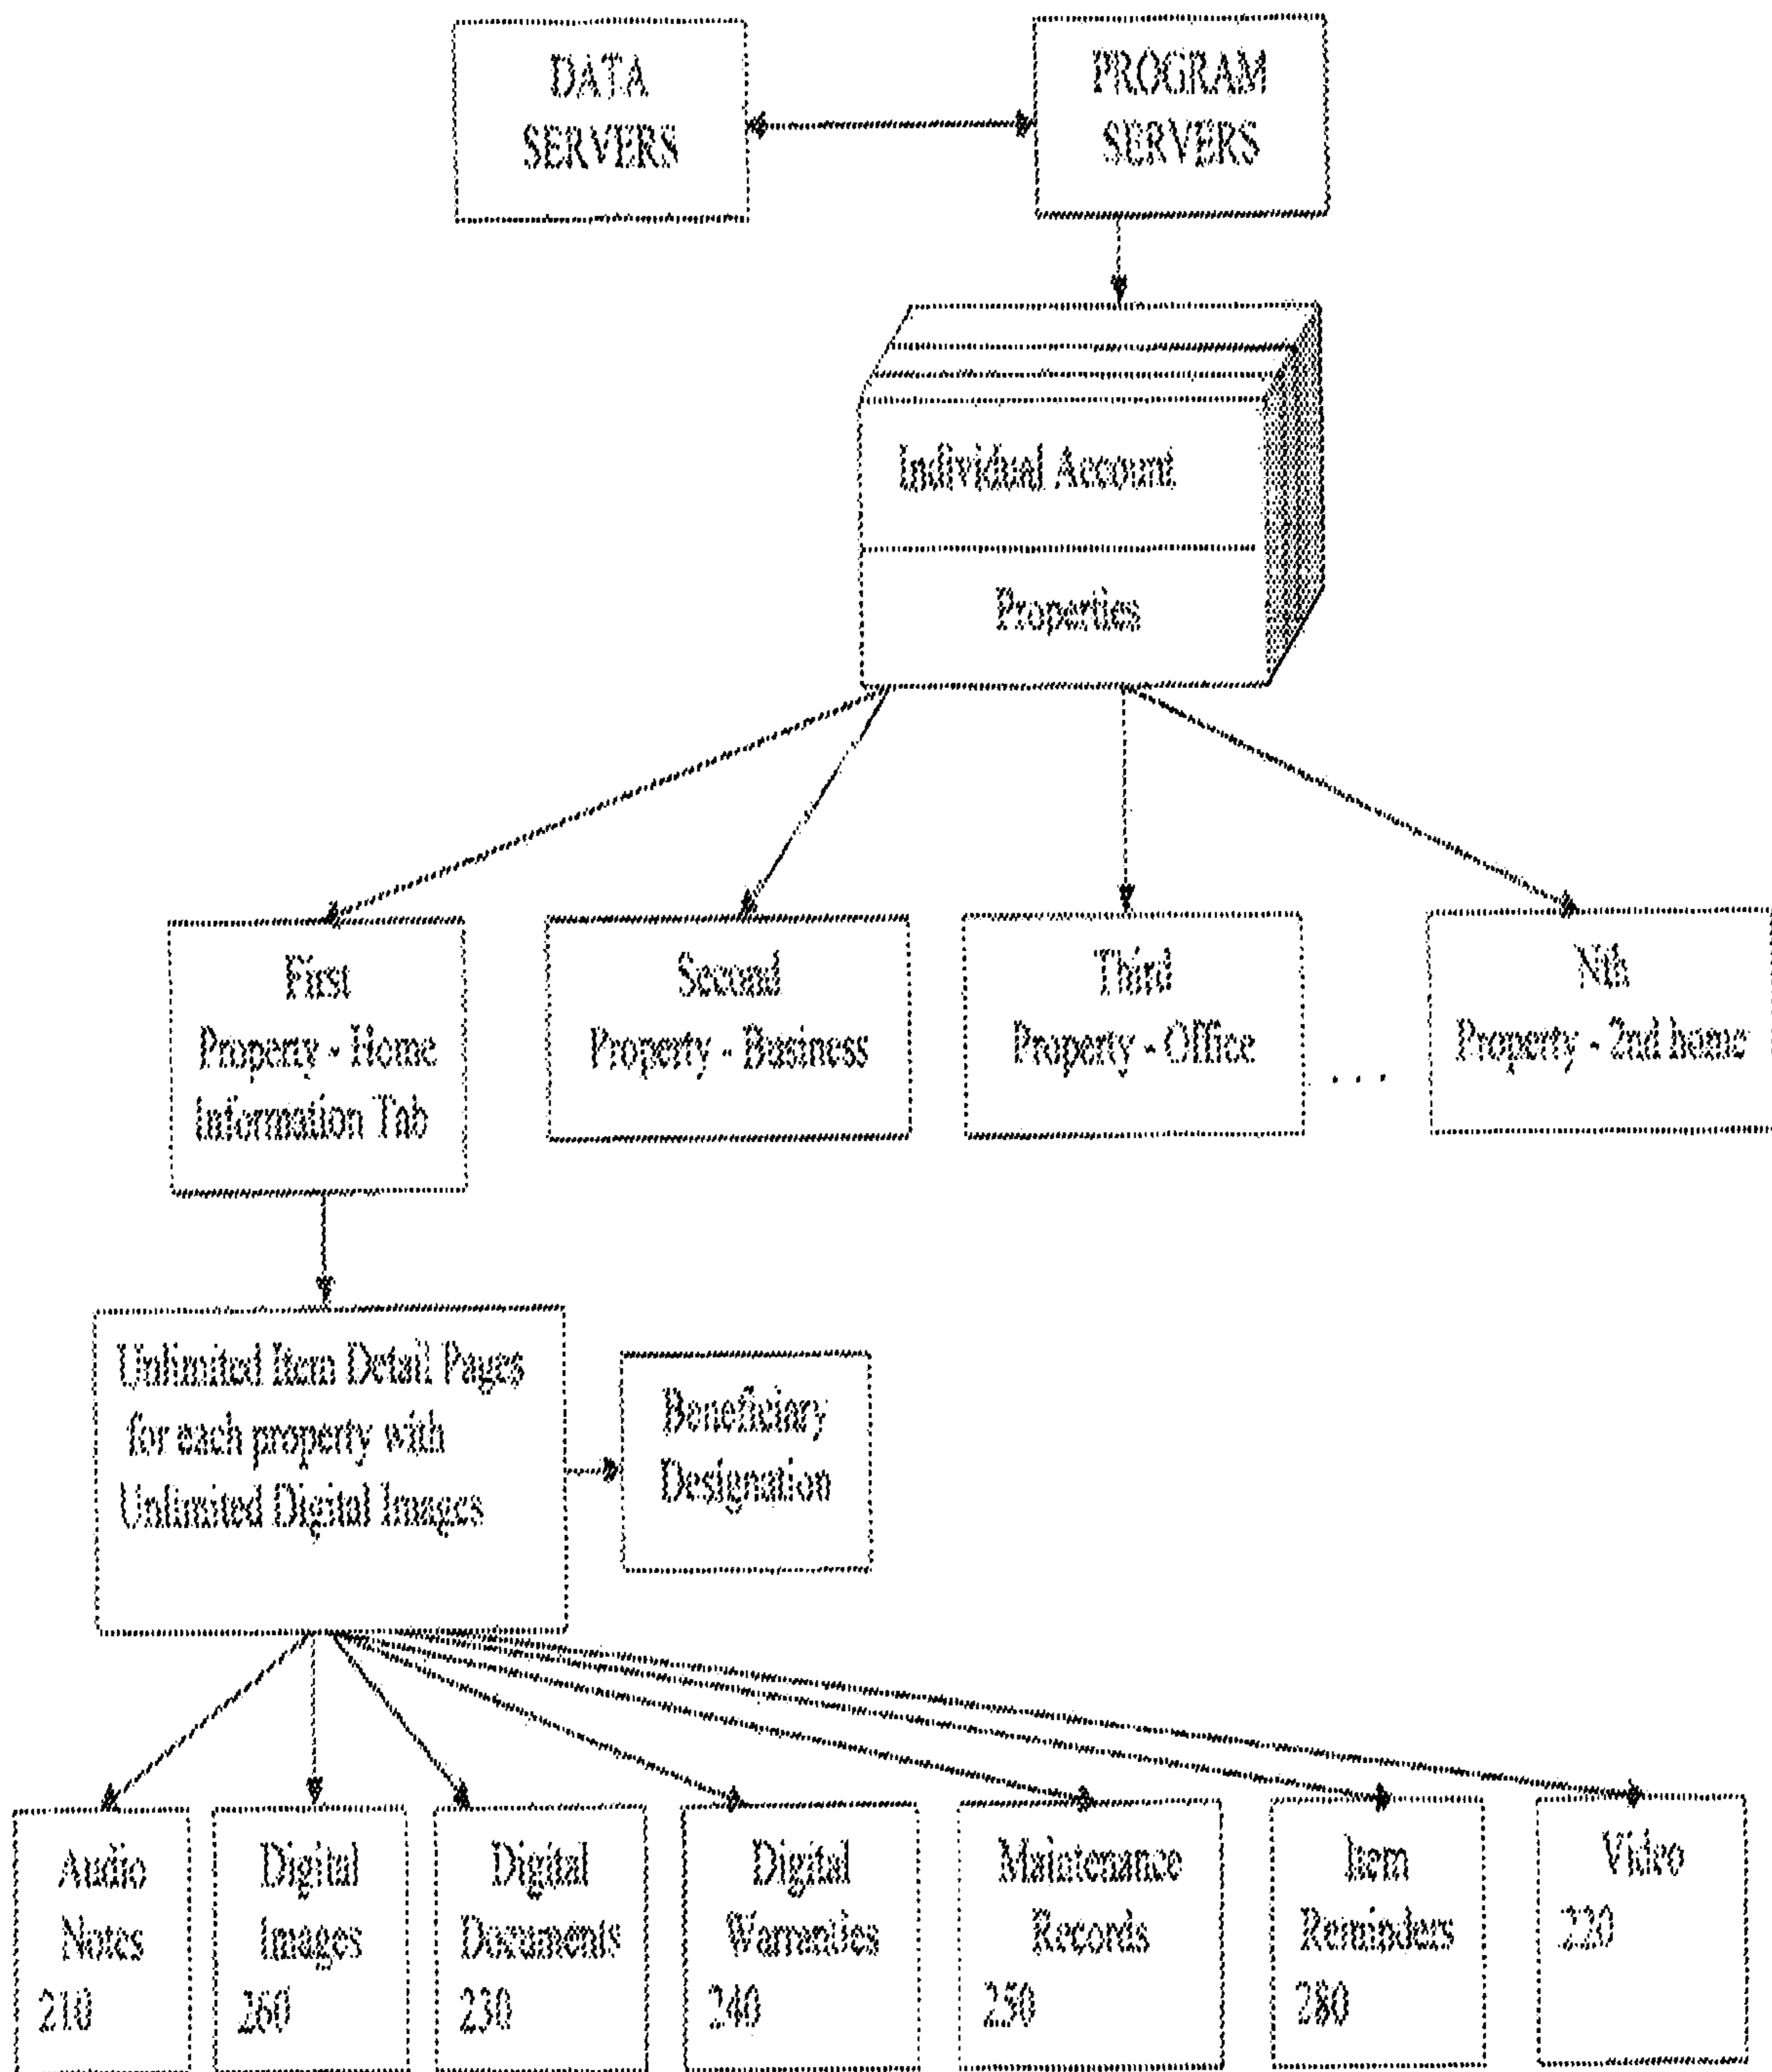 DATA
SERVERS
PROGRAM
SERVERS
Individual Account
Properties
First
Property - Home
Information Tab
Second
Property - Business
Third
Property - Office
. . .
Nth
Property - 2nd home
Unlimited Item Detail Pages
for each property with
Unlimited Digital Images
Beneficiary
Designation
Audio
Notes
210
Digital
Images
260
Digital
Documents
230
Digital
Warranties
240
Maintenance
Records
250
Item
Reminders
280
Video
220